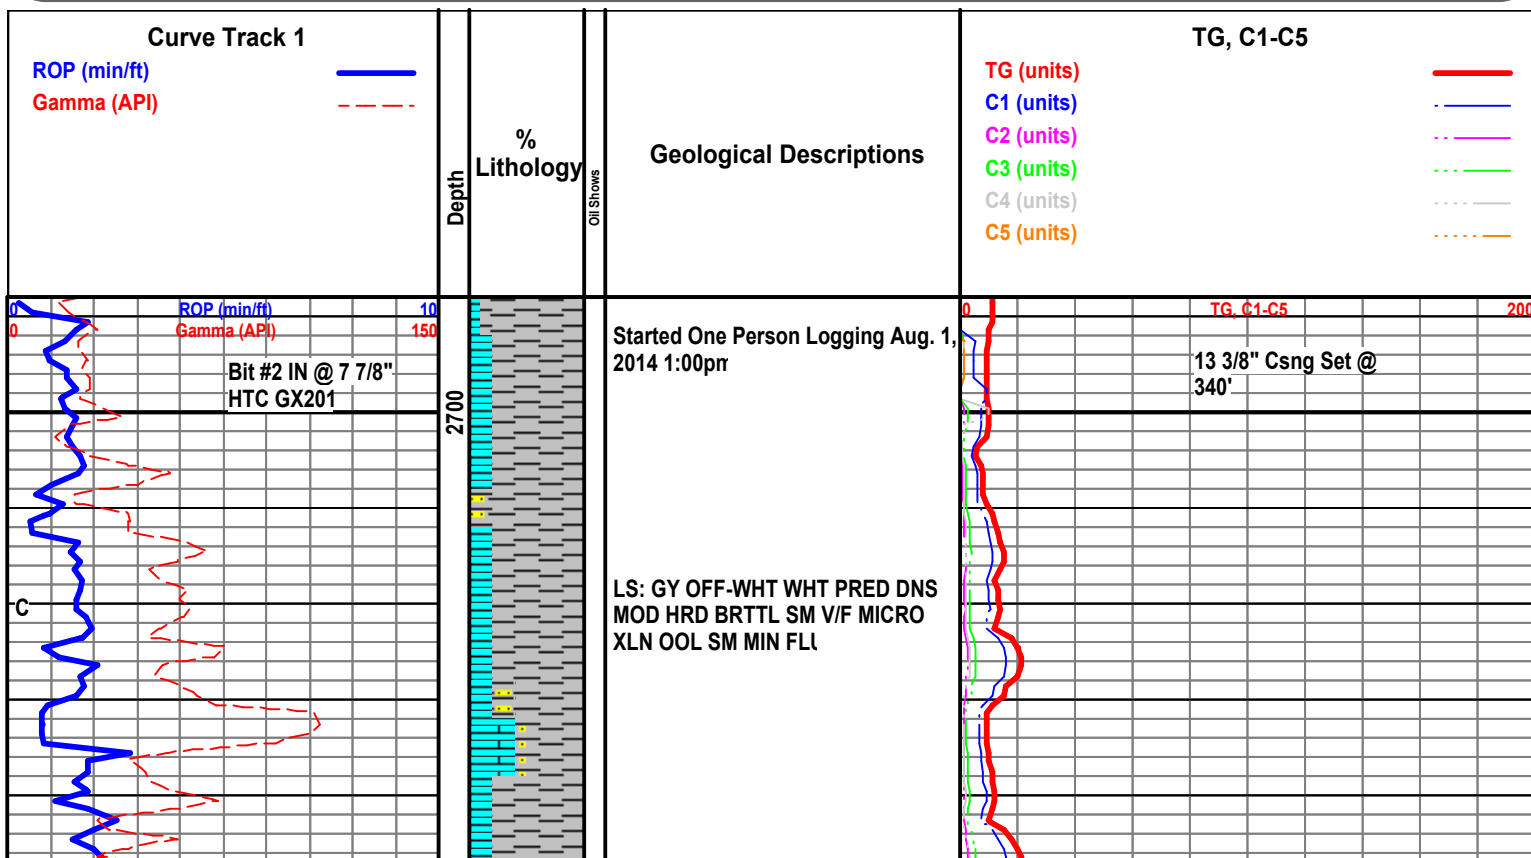 Curve Track 1
ROP (min/ft)
Gamma (API)
Depth
%
Lithology
Oil Shows
Geological Descriptions
TG, C1-C5
TG (units)
C1 (units)
C2 (units)
C3 (units)
C4 (units)
C5 (units)
0 ROP (min/ft) 10
0 Gamma (API) 150
Bit #2 IN @ 7 7/8"
HTC GX201
C
2700
Started One Person Logging Aug. 1,
2014 1:00pm
LS: GY OFF-WHT WHT PRED DNS
MOD HRD BRTTL SM V/F MICRO
XLN OOL SM MIN FLU
0 TG, C1-C5 200
13 3/8" Csng Set @
340'